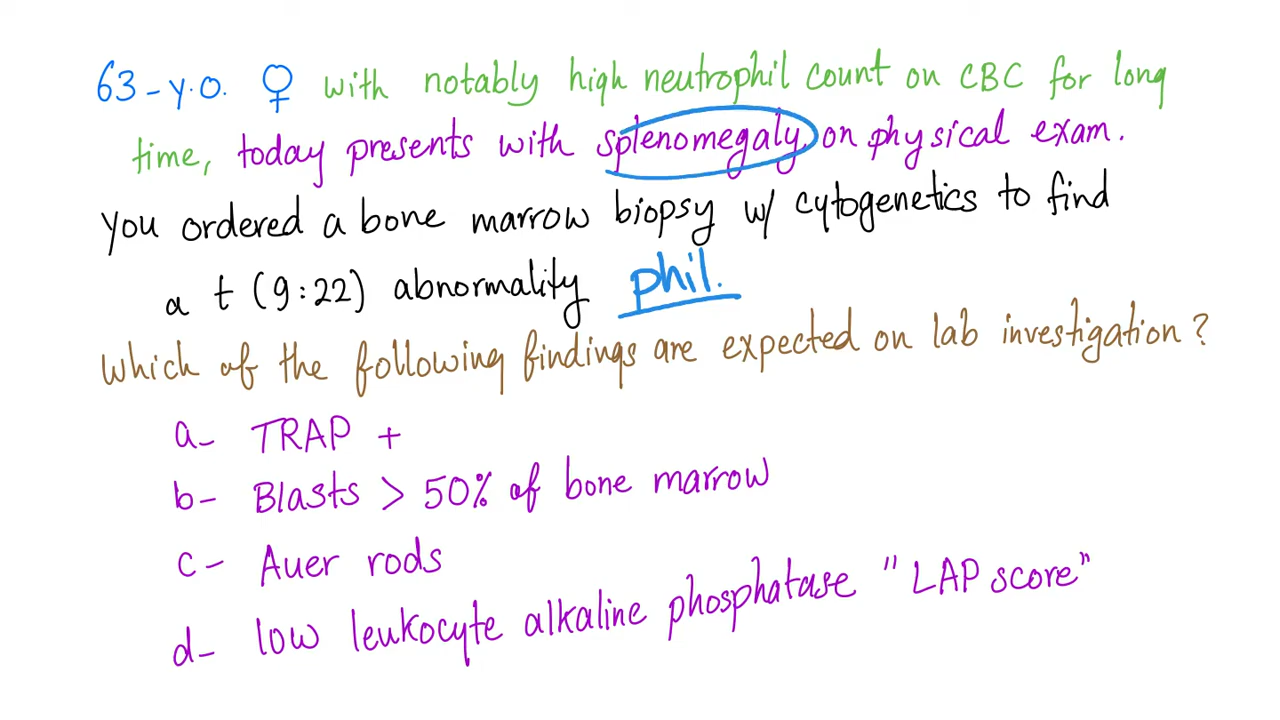 63-y.o. ♀ with notably high neutrophil count on CBC for long
time, today presents with splenomegaly on physical exam.
You ordered a bone marrow biopsy w/ cytogenetics to find
a t (9:22) abnormality phil.
Which of the following findings are expected on lab investigation?
a- TRAP +
b- Blasts > 50% of bone marrow
c- Auer rods
d- low leukocyte alkaline phosphatase "LAP score"